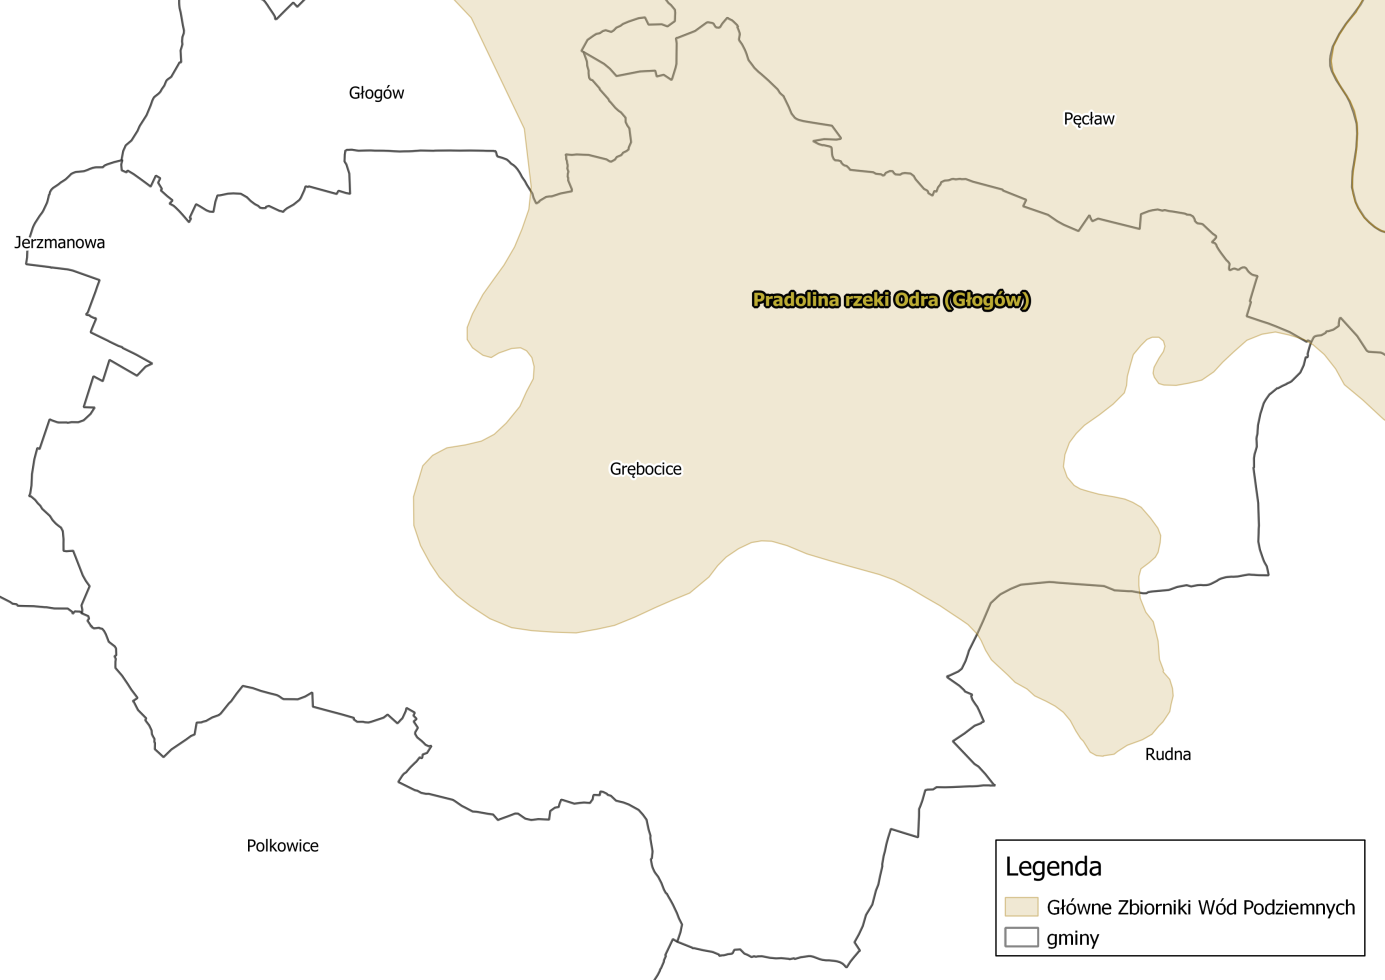 Głogów
Pęcław
Jerzmanowa
Pradolina rzeki Odra (Głogów)
Grębocice
Rudna
Polkowice
Legenda
Główne Zbiorniki Wód Podziemnych
gminy